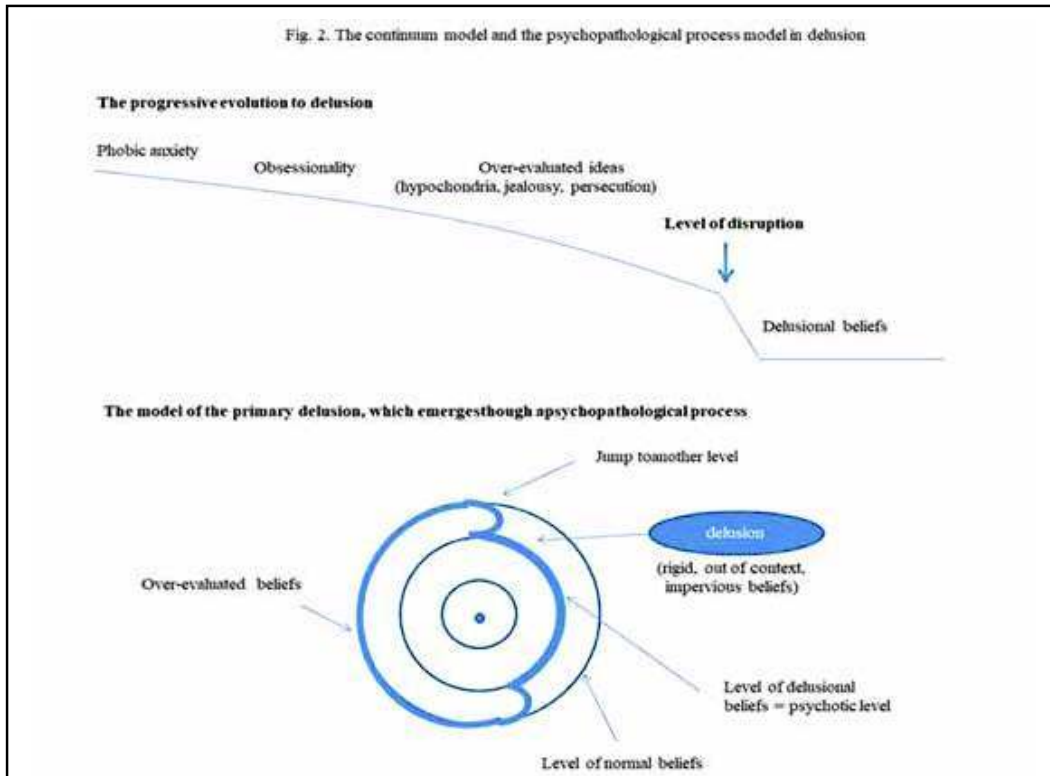 Fig. 2. The continuum model and the psychopathological process model in delusion
The progressive evolution to delusion
Phobic anxiety
Obsessionality
Over-evaluated ideas
(hypochondria, jealousy, persecution)
Level of disruption
Delusional beliefs
The model of the primary delusion, which emergesthough apsychopathological process
Jump toanother level
delusion
(rigid, out of context,
impervious beliefs)
Over-evaluated beliefs
Level of delusional
beliefs = psychotic level
Level of normal beliefs